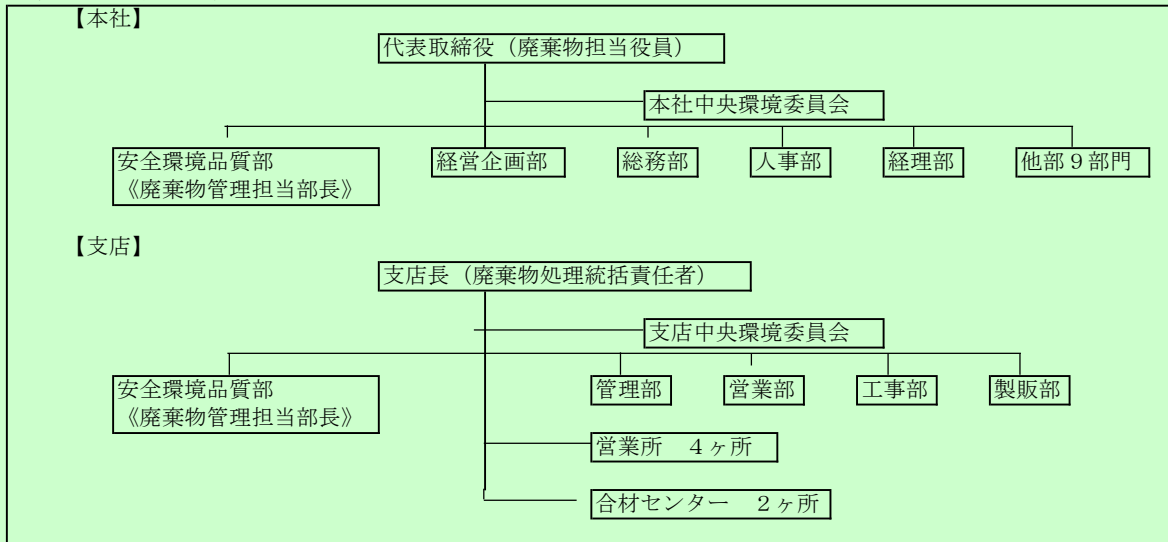 【本社】
代表取締役（廃棄物担当役員）
本社中央環境委員会
安全環境品質部
《廃棄物管理担当部長》
経営企画部
総務部
人事部
経理部
他部９部門
【支店】
支店長（廃棄物処理統括責任者）
支店中央環境委員会
安全環境品質部
《廃棄物管理担当部長》
管理部
営業部
工事部
製販部
営業所　４ヶ所
合材センター　２ヶ所